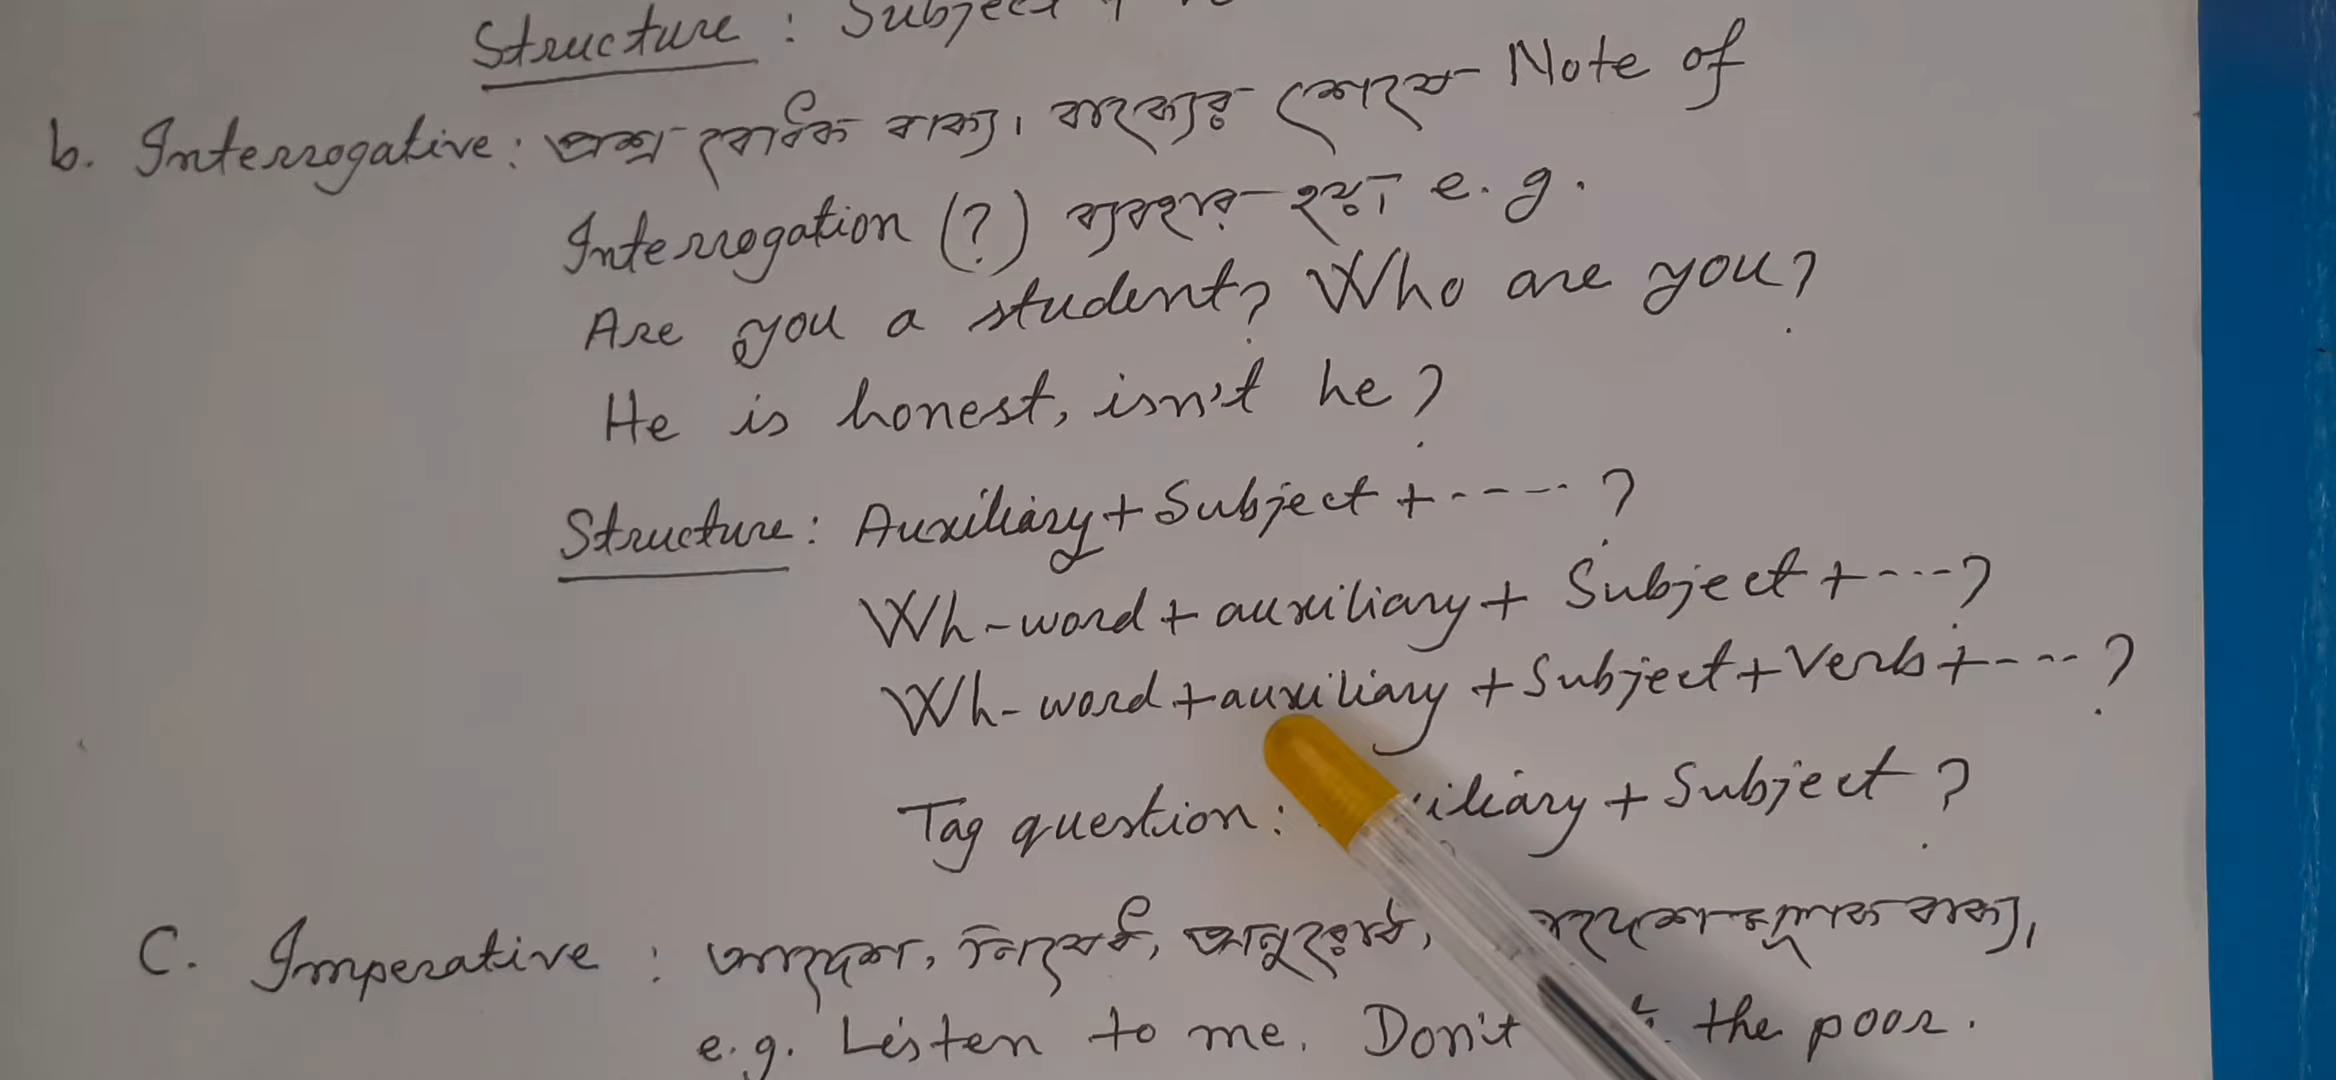 Structure : Subject +
b. Interrogative : প্রশ্ন বোধক বাক্য। বাক্যের শেষে Note of
Interrogation (?) ব্যবহার হয়। e. g.
Are you a student? Who are you?
He is honest, isn't he?
Structure : Auxiliary + Subject + ----- ?
Wh-word + auxiliary + Subject + ---?
Wh-word + auxiliary + Subject + Verb + ---- ?
Tag question : iliary + Subject ?
C. Imperative : আদেশ, নিষেধ, অনুরোধ, মূলক বাক্য,
e.g. Listen to me. Don't the poor.